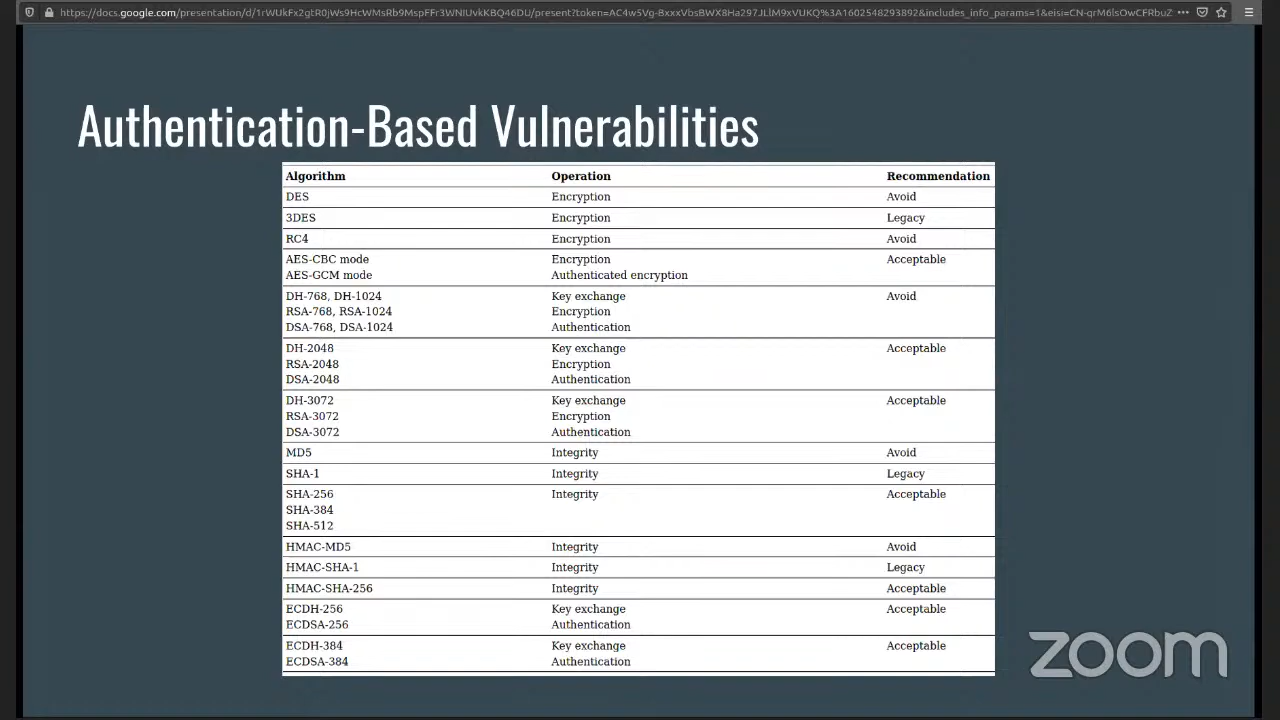 Authentication-Based Vulnerabilities
Algorithm Operation Recommendation
DES Encryption Avoid
3DES Encryption Legacy
RC4 Encryption Avoid
AES-CBC mode Encryption Acceptable
AES-GCM mode Authenticated encryption
DH-768, DH-1024 Key exchange Avoid
RSA-768, RSA-1024 Encryption
DSA-768, DSA-1024 Authentication
DH-2048 Key exchange Acceptable
RSA-2048 Encryption
DSA-2048 Authentication
DH-3072 Key exchange Acceptable
RSA-3072 Encryption
DSA-3072 Authentication
MD5 Integrity Avoid
SHA-1 Integrity Legacy
SHA-256 Integrity Acceptable
SHA-384
SHA-512
HMAC-MD5 Integrity Avoid
HMAC-SHA-1 Integrity Legacy
HMAC-SHA-256 Integrity Acceptable
ECDH-256 Key exchange Acceptable
ECDSA-256 Authentication
ECDH-384 Key exchange Acceptable
ECDSA-384 Authentication
zoom